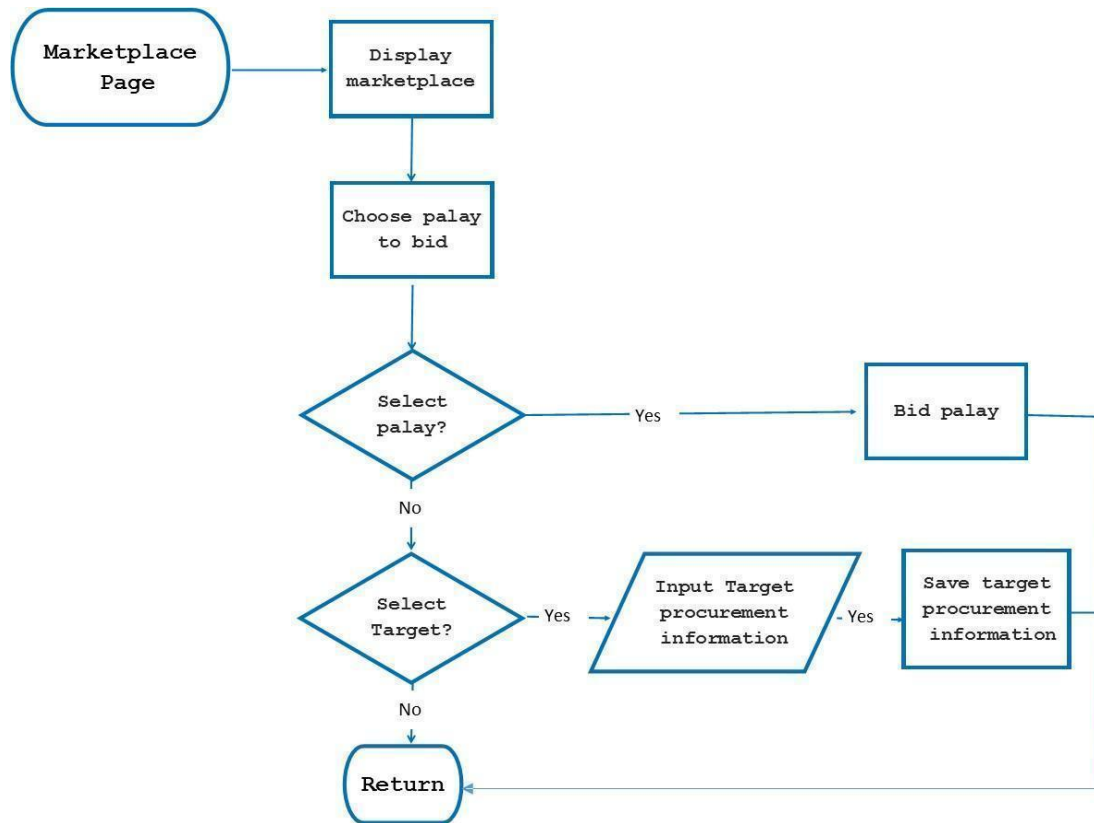 Marketplace
Page
Display
marketplace
Choose palay
to bid
Select
palay?
Yes
Bid palay
No
Select
Target?
Yes
Input Target
procurement
information
Yes
Save target
procurement
information
No
Return